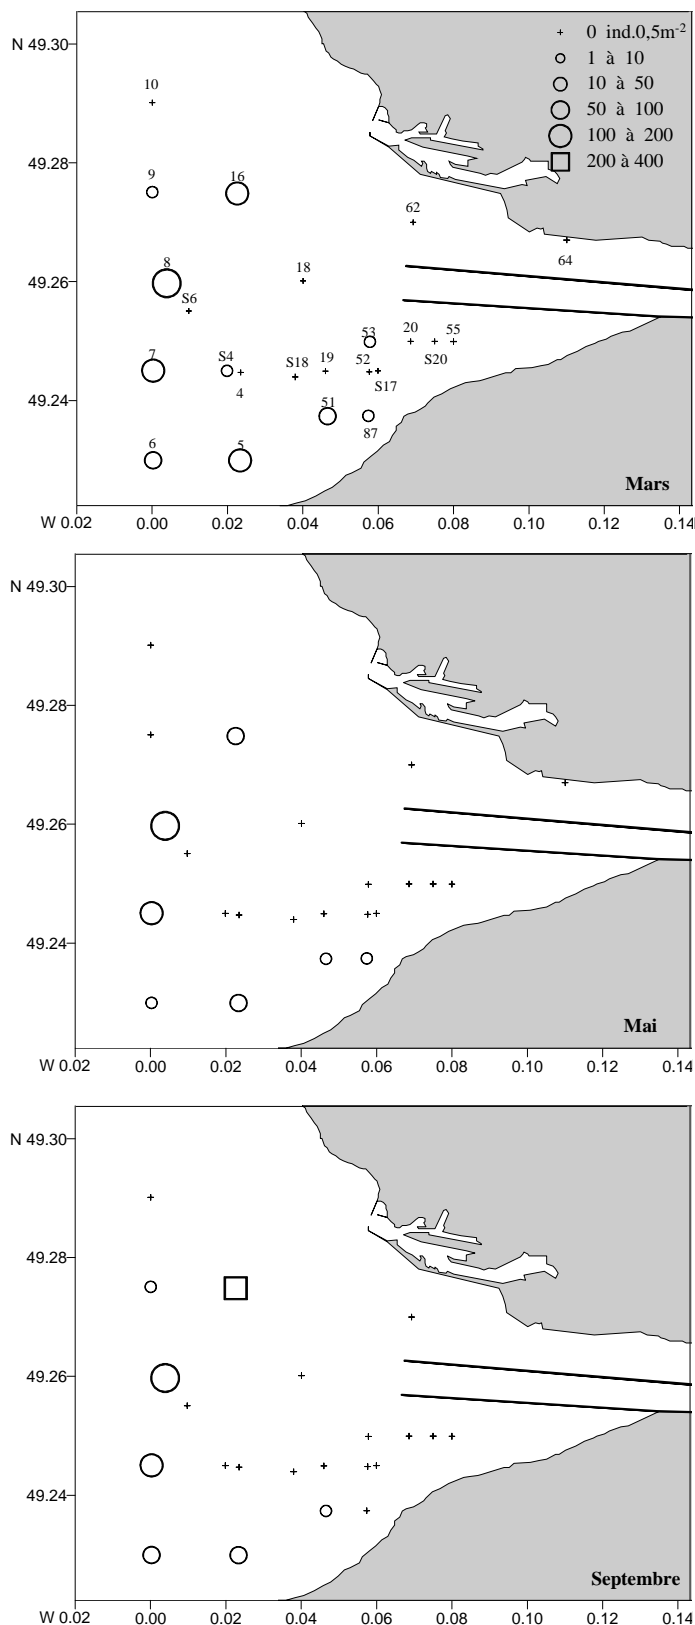 N 49.30
0 ind.0,5m-2
1 à 10
10 à 50
50 à 100
100 à 200
200 à 400
10
49.28
9
16
62
64
8
18
49.26
S6
53
20
55
7
S4
S18
19
52
S20
4
S17
49.24
51
87
6
5
Mars
W 0.02
0.00
0.02
0.04
0.06
0.08
0.10
0.12
0.14
N 49.30
49.28
49.26
49.24
Mai
W 0.02
0.00
0.02
0.04
0.06
0.08
0.10
0.12
0.14
N 49.30
49.28
49.26
49.24
Septembre
W 0.02
0.00
0.02
0.04
0.06
0.08
0.10
0.12
0.14